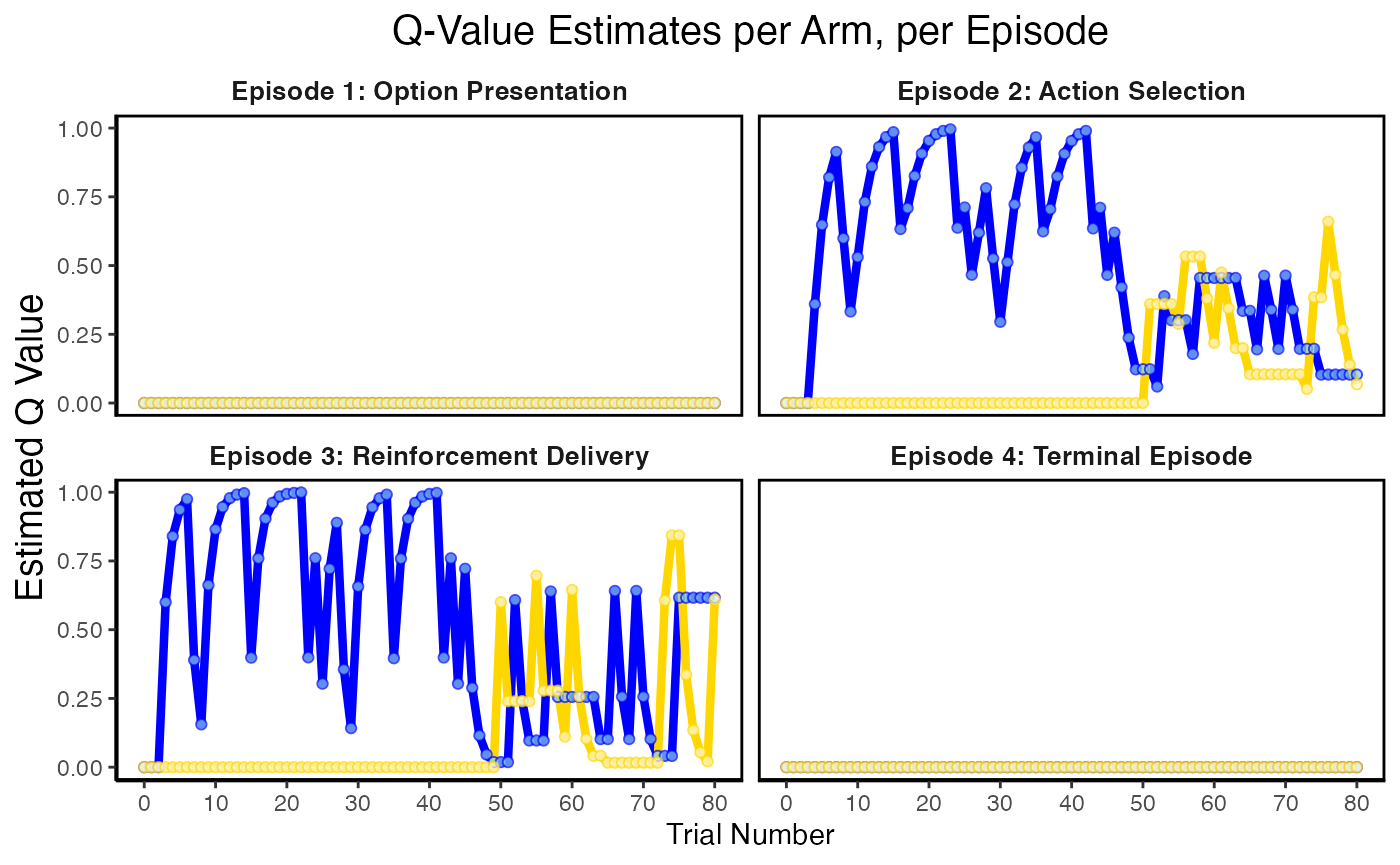 Q-Value Estimates per Arm, per Episode
Episode 1: Option Presentation
Episode 2: Action Selection
1.00
0.75
0.50
0.25
0.00
Estimated Q Value
Episode 3: Reinforcement Delivery
Episode 4: Terminal Episode
1.00
0.75
0.50
0.25
0.00
0 10 20 30 40 50 60 70 80
0 10 20 30 40 50 60 70 80
Trial Number